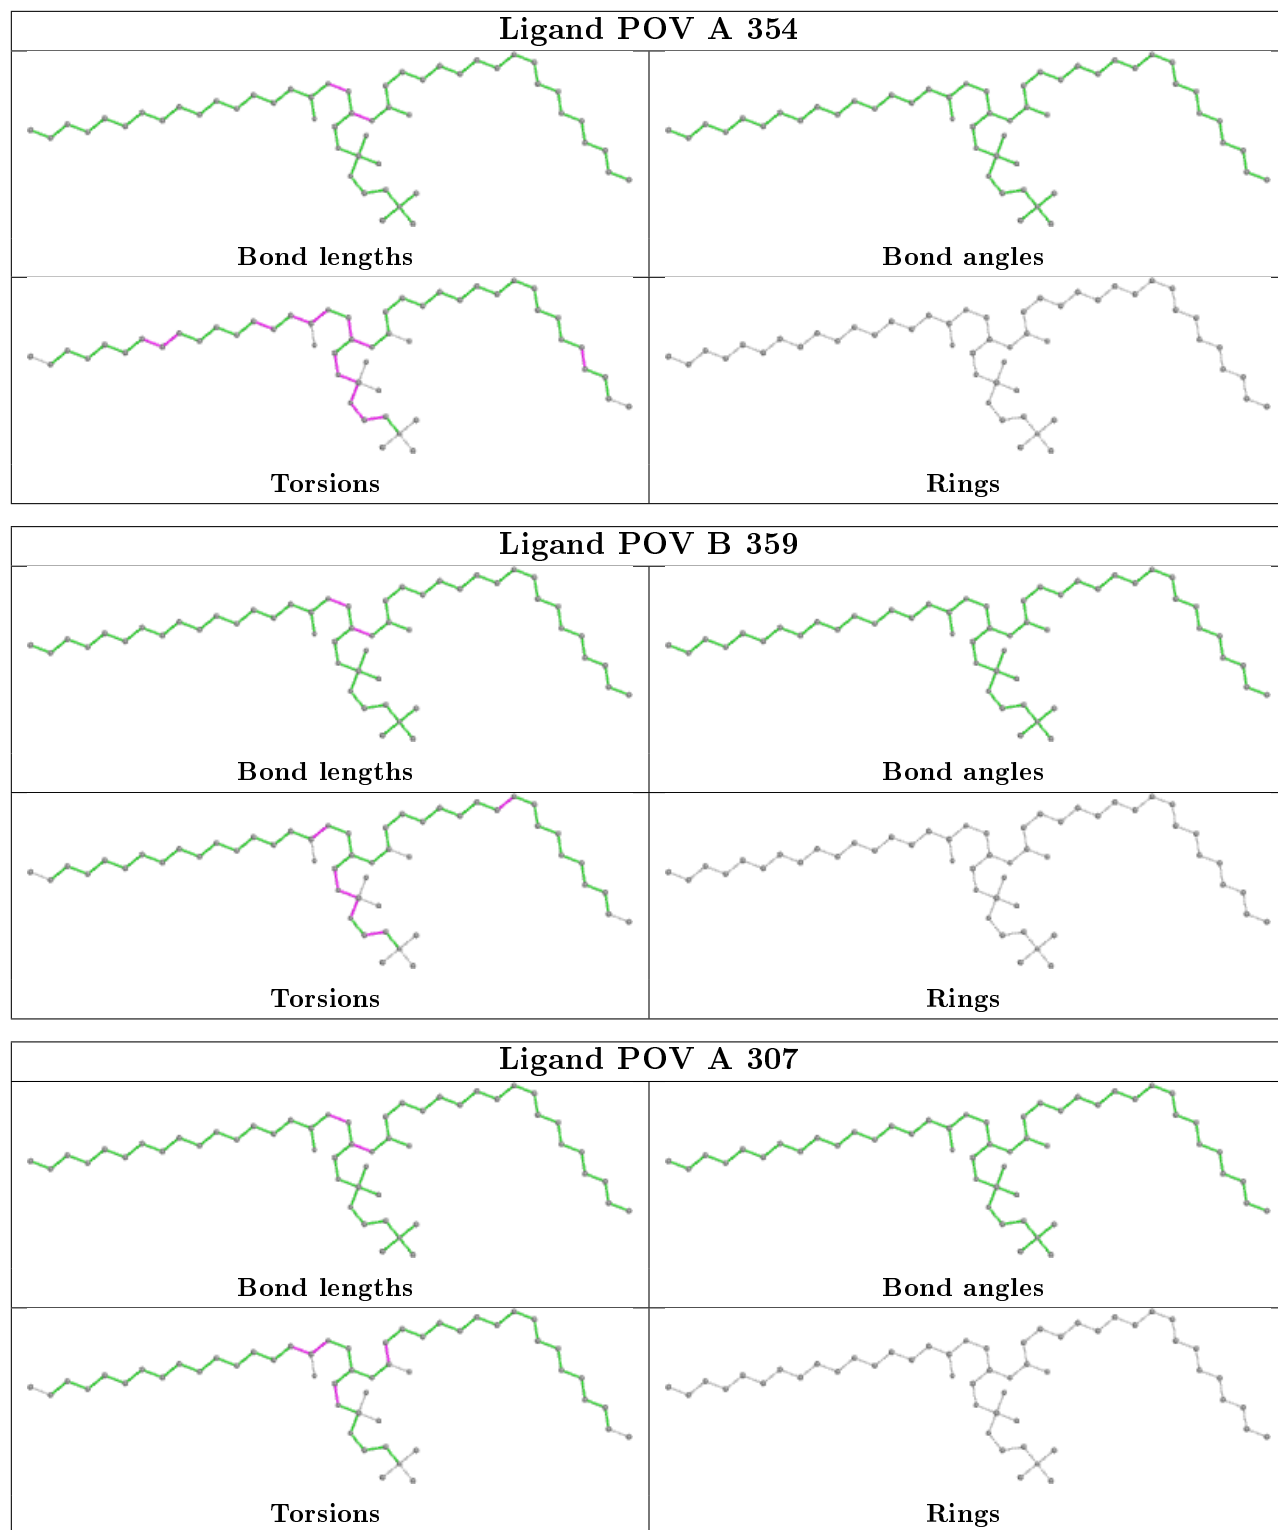 Ligand POV A 354
Bond lengths
Bond angles
Torsions
Rings
Ligand POV B 359
Bond lengths
Bond angles
Torsions
Rings
Ligand POV A 307
Bond lengths
Bond angles
Torsions
Rings